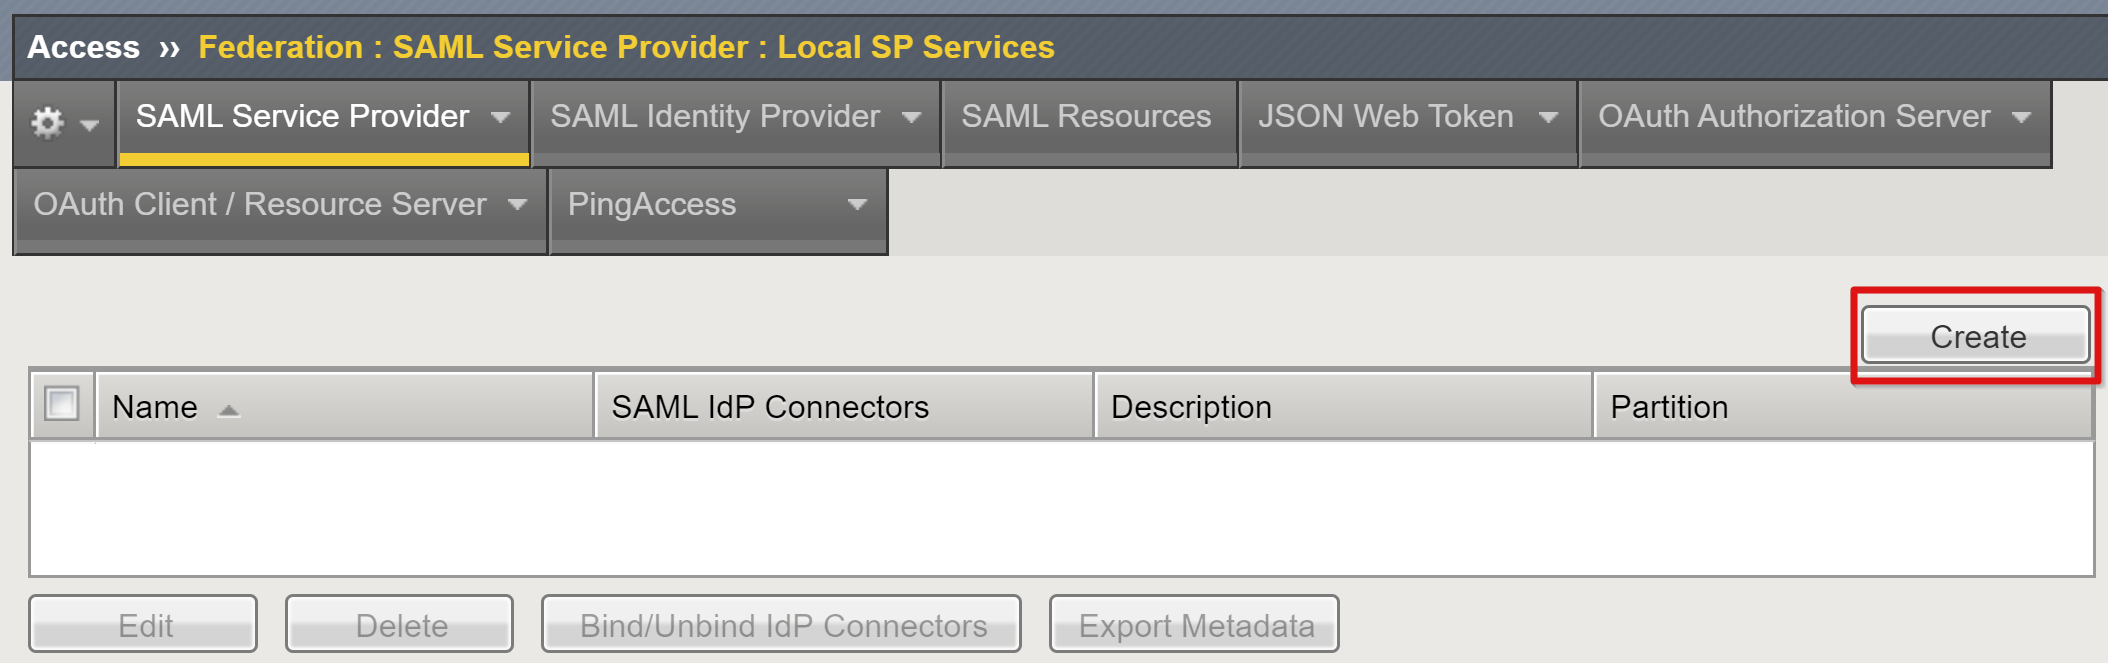 Access ›› Federation : SAML Service Provider : Local SP Services
SAML Service Provider SAML Identity Provider SAML Resources JSON Web Token OAuth Authorization Server
OAuth Client / Resource Server PingAccess
Create
Name SAML IdP Connectors Description Partition
Edit Delete Bind/Unbind IdP Connectors Export Metadata